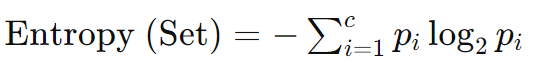 Entropy (Set) = − ∑_{i=1}^{c} p_i log_2 p_i